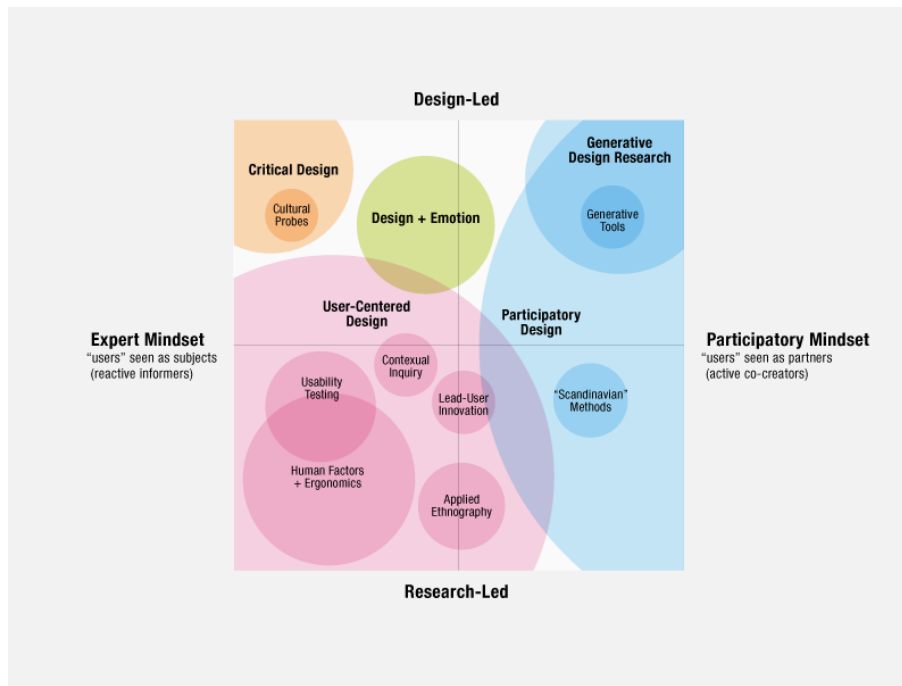 Design-Led
Generative
Design Research
Critical Design
Cultural
Probes
Design + Emotion
Generative
Tools
User-Centered
Design
Participatory
Design
Expert Mindset
“users” seen as subjects
(reactive informers)
Participatory Mindset
“users” seen as partners
(active co-creators)
Contexual
Inquiry
Usability
Testing
Lead-User
Innovation
“Scandinavian”
Methods
Human Factors
+ Ergonomics
Applied
Ethnography
Research-Led